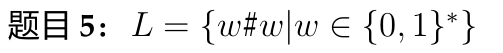 题目 5： L = {w#w|w ∈ {0, 1}*}